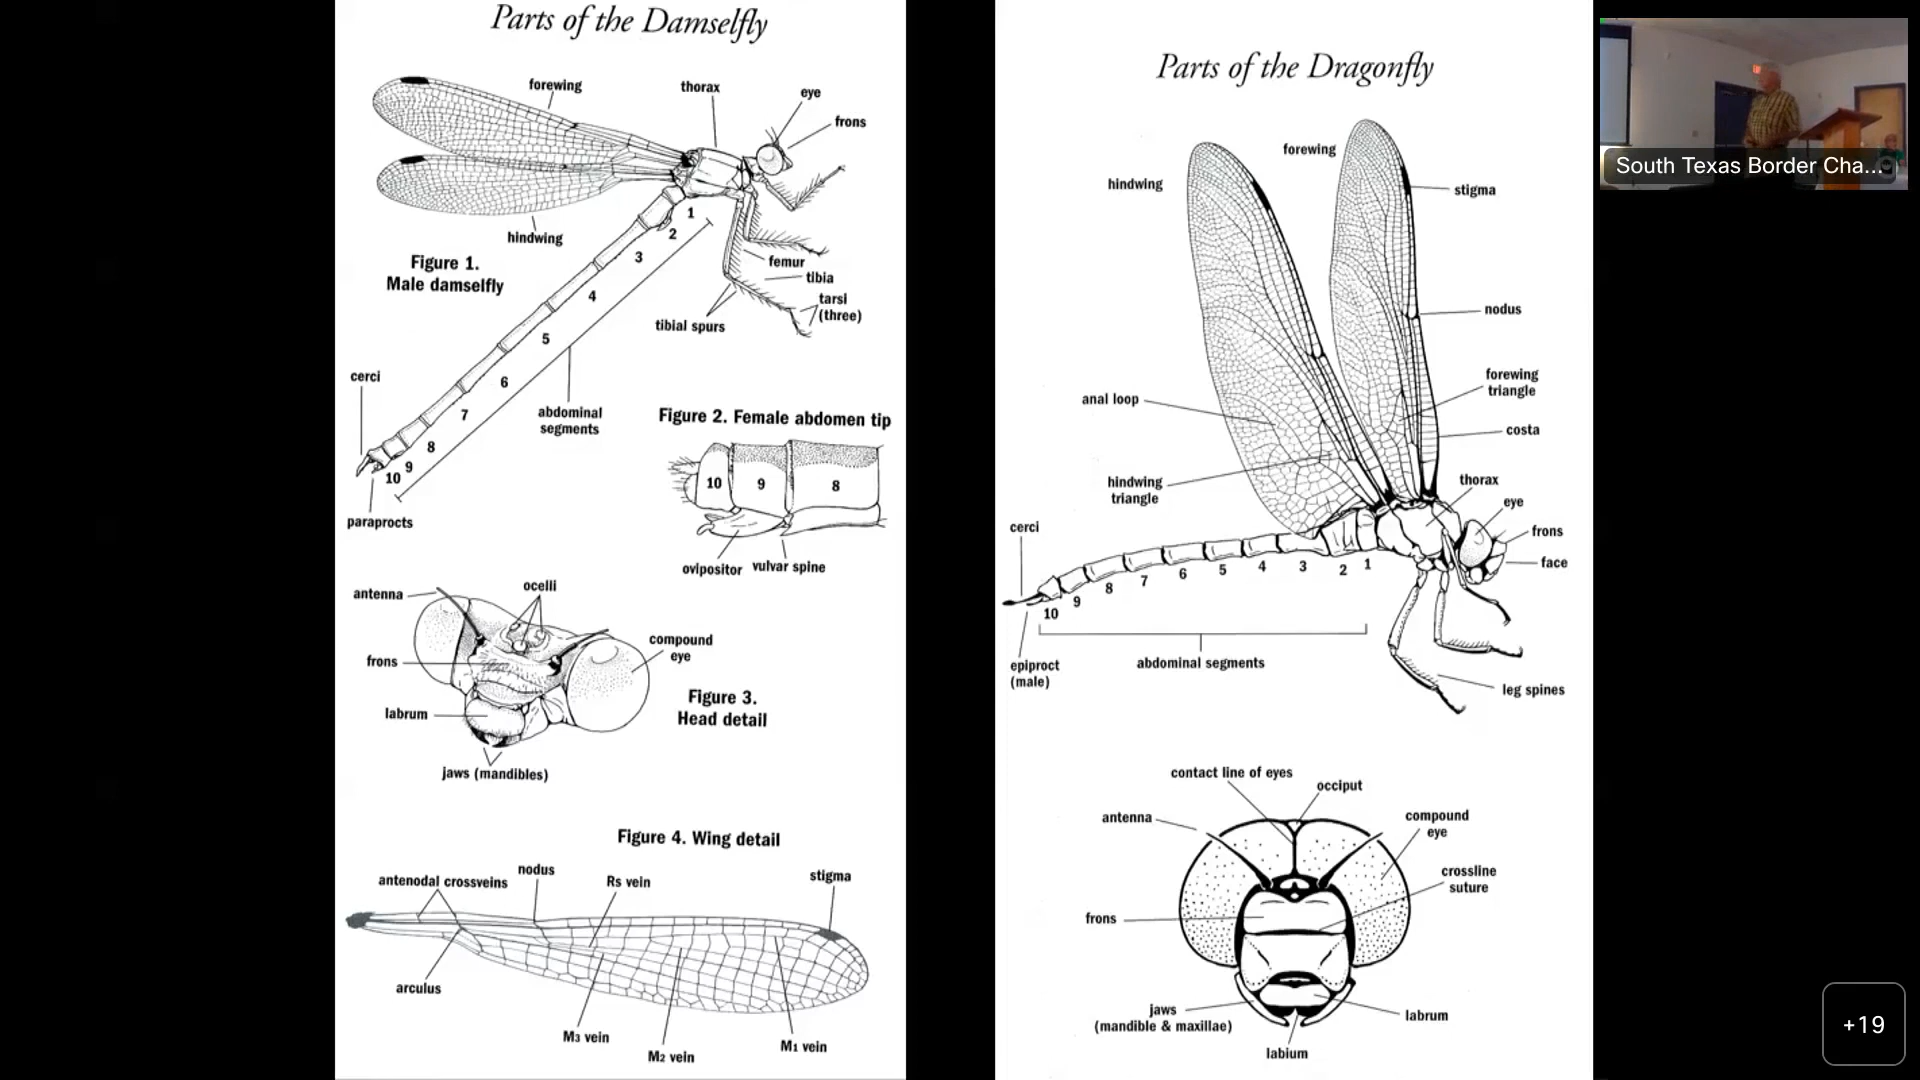 Parts of the Damselfly
forewing
thorax
eye
frons
hindwing
1
2
3
4
5
6
7
8
9
10
Figure 1.
Male damselfly
femur
tibia
tarsi
(three)
tibial spurs
cerci
abdominal
segments
paraprocts
Figure 2. Female abdomen tip
10
9
8
ovipositor
vulvar spine
antenna
ocelli
compound
eye
frons
labrum
Figure 3.
Head detail
jaws (mandibles)
Figure 4. Wing detail
antenodal crossveins
nodus
Rs vein
stigma
arculus
M3 vein
M2 vein
M1 vein
Parts of the Dragonfly
forewing
hindwing
stigma
nodus
forewing
triangle
anal loop
costa
hindwing
triangle
thorax
eye
frons
face
cerci
1
2
3
4
5
6
7
8
9
10
epiproct
(male)
abdominal segments
leg spines
contact line of eyes
occiput
antenna
compound
eye
crossline
suture
frons
jaws
(mandible & maxillae)
labrum
labium
South Texas Border Cha...
+19